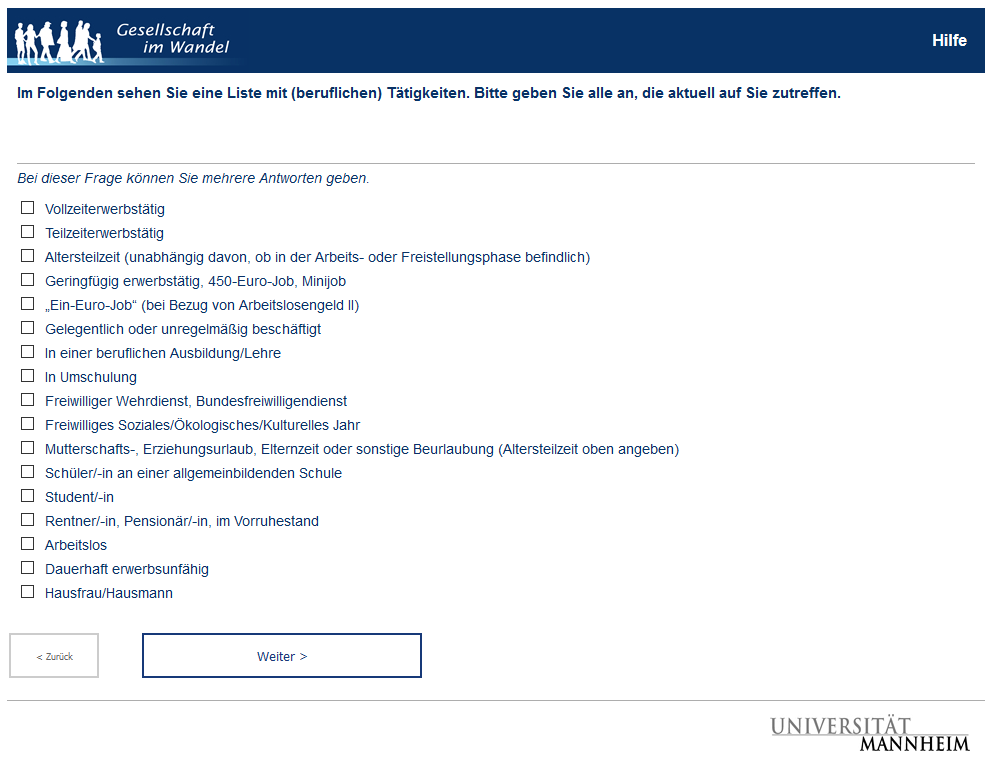 Gesellschaft
im Wandel
Hilfe
Im Folgenden sehen Sie eine Liste mit (beruflichen) Tätigkeiten. Bitte geben Sie alle an, die aktuell auf Sie zutreffen.
Bei dieser Frage können Sie mehrere Antworten geben.
Vollzeiterwerbstätig
Teilzeiterwerbstätig
Altersteilzeit (unabhängig davon, ob in der Arbeits- oder Freistellungsphase befindlich)
Geringfügig erwerbstätig, 450-Euro-Job, Minijob
„Ein-Euro-Job“ (bei Bezug von Arbeitslosengeld II)
Gelegentlich oder unregelmäßig beschäftigt
In einer beruflichen Ausbildung/Lehre
In Umschulung
Freiwilliger Wehrdienst, Bundesfreiwilligendienst
Freiwilliges Soziales/Ökologisches/Kulturelles Jahr
Mutterschafts-, Erziehungsurlaub, Elternzeit oder sonstige Beurlaubung (Altersteilzeit oben angeben)
Schüler/-in an einer allgemeinbildenden Schule
Student/-in
Rentner/-in, Pensionär/-in, im Vorruhestand
Arbeitslos
Dauerhaft erwerbsunfähig
Hausfrau/Hausmann
< Zurück
Weiter >
UNIVERSITÄT
MANNHEIM